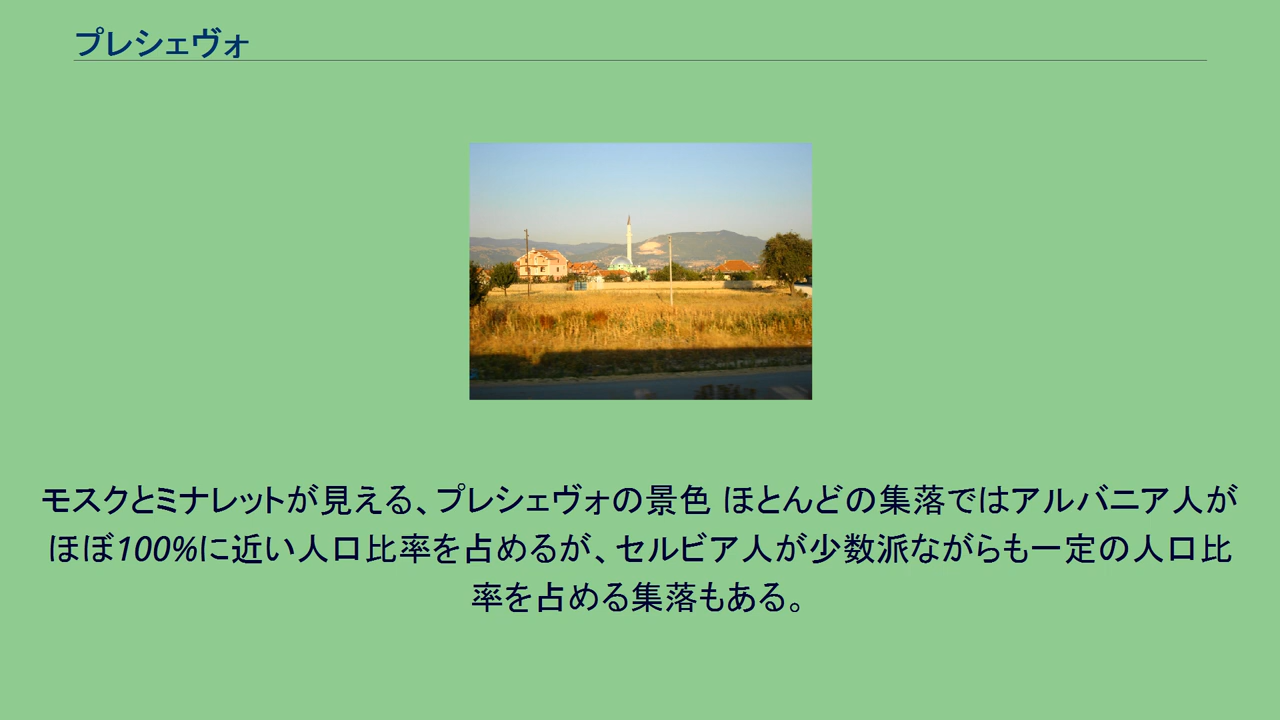 プレシェヴォ
モスクとミナレットが見える、プレシェヴォの景色 ほとんどの集落ではアルバニア人が
ほぼ100%に近い人口比率を占めるが、セルビア人が少数派ながらも一定の人口比
率を占める集落もある。